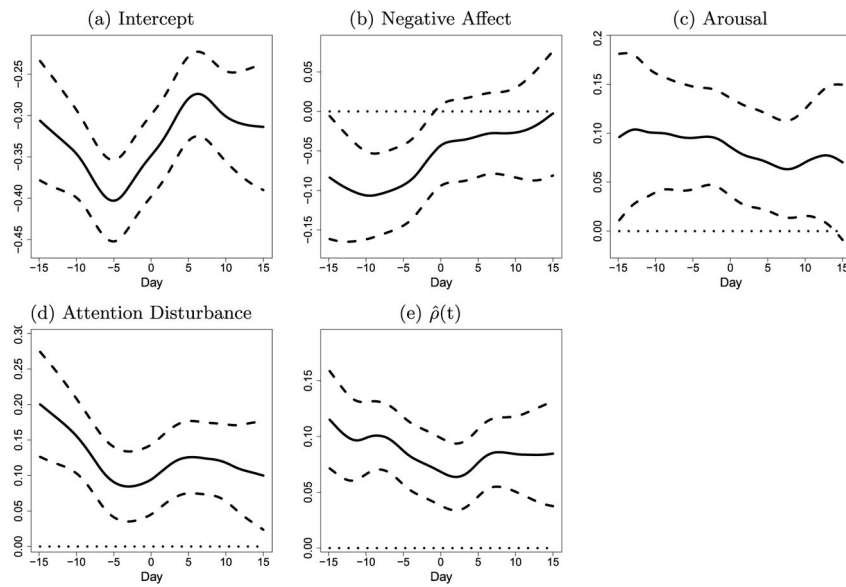 (a) Intercept
−0.25
−0.30
−0.35
−0.40
−0.45
−15 −10 −5 0 5 10 15
Day
(b) Negative Affect
0.05
0.00
−0.05
−0.10
−0.15
−15 −10 −5 0 5 10 15
Day
(c) Arousal
0.2
0.15
0.10
0.05
0.00
−15 −10 −5 0 5 10 15
Day
(d) Attention Disturbance
0.30
0.25
0.20
0.15
0.10
0.05
0.00
−15 −10 −5 0 5 10 15
Day
(e) ρ̂(t)
0.15
0.10
0.05
0.00
−15 −10 −5 0 5 10 15
Day